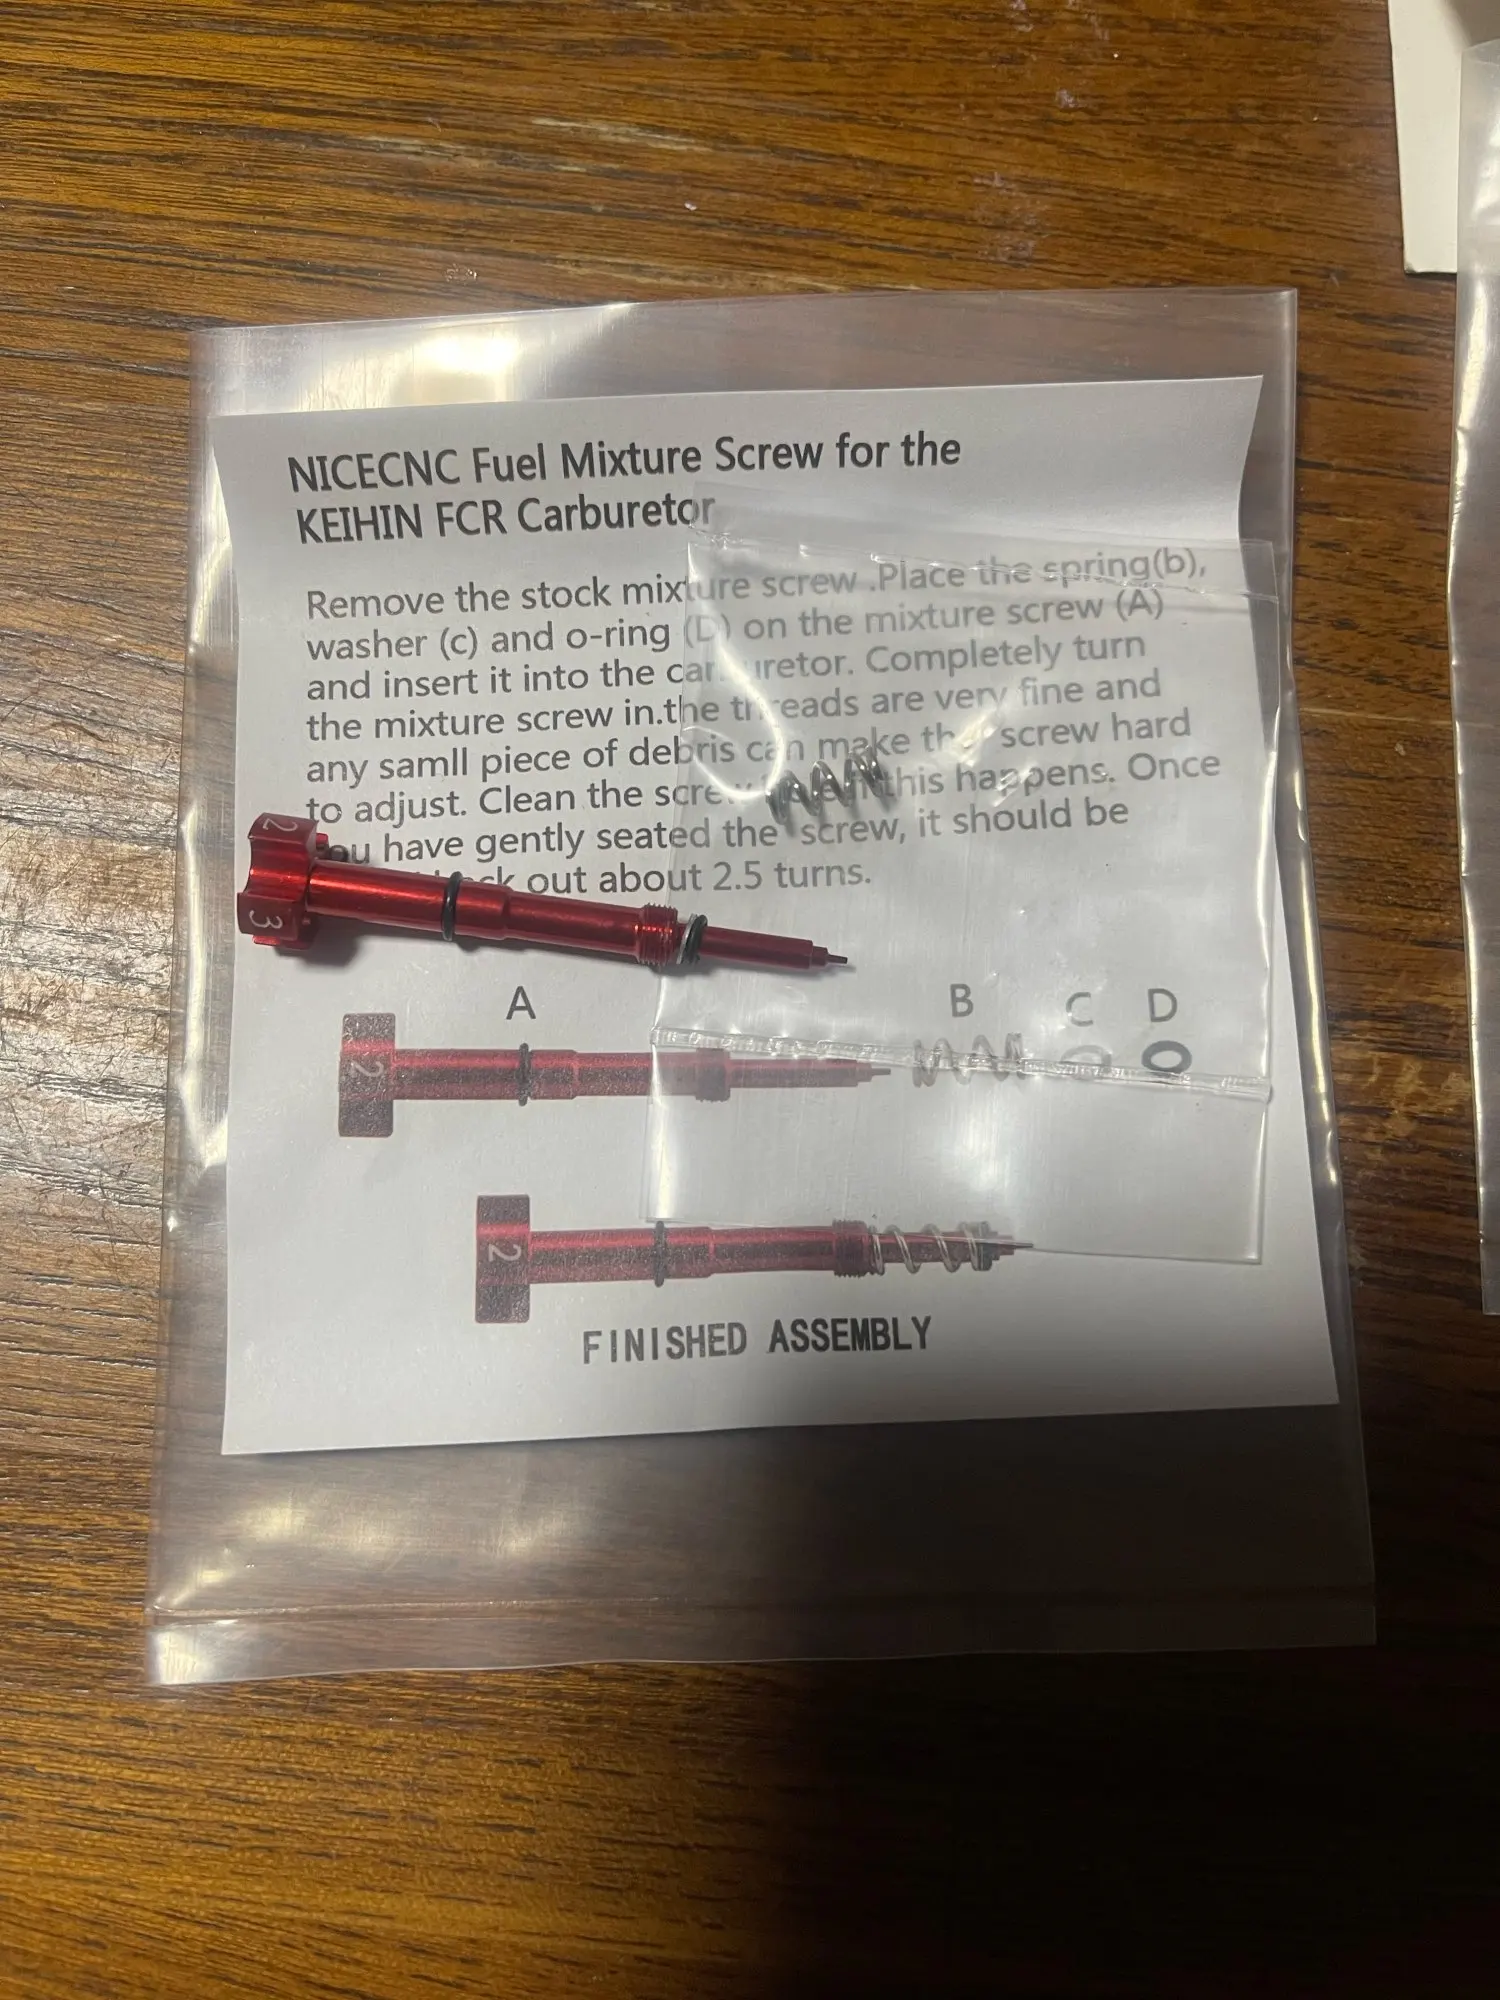 NICECNC Fuel Mixture Screw for the
KEIHIN FCR Carburetor
Remove the stock mixture screw .Place the spring(b),
washer (c) and o-ring (D) on the mixture screw (A)
and insert it into the carburetor. Completely turn
the mixture screw in.the threads are very fine and
any samll piece of debris can make the screw hard
to adjust. Clean the screw if this happens. Once
you have gently seated the screw, it should be
out about 2.5 turns.
2
3
A
B
C
D
2
2
FINISHED ASSEMBLY